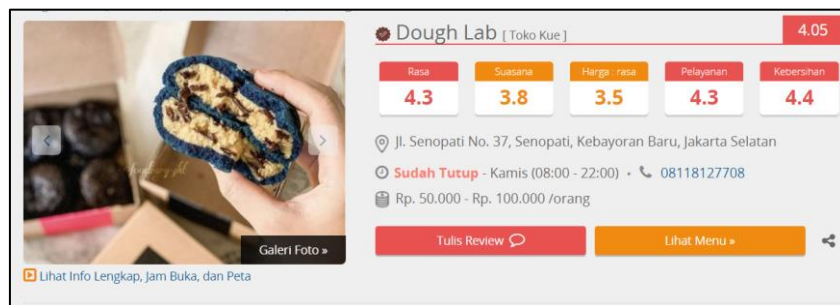 Dough Lab [ Toko Kue ]
4.05
Rasa
4.3
Suasana
3.8
Harga : rasa
3.5
Pelayanan
4.3
Kebersihan
4.4
Jl. Senopati No. 37, Senopati, Kebayoran Baru, Jakarta Selatan
Sudah Tutup - Kamis (08:00 - 22:00) • 08118127708
Rp. 50.000 - Rp. 100.000 /orang
Tulis Review
Lihat Menu »
Galeri Foto »
Lihat Info Lengkap, Jam Buka, dan Peta